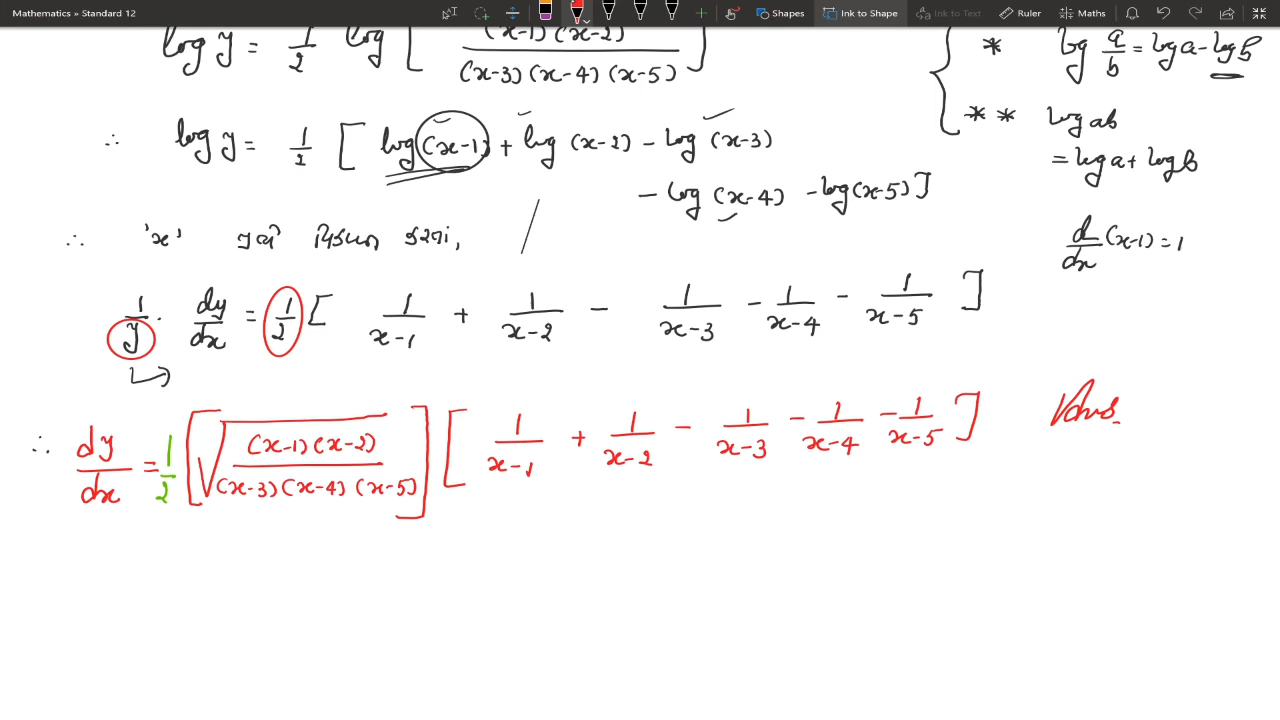 Mathematics » Standard 12
Shapes Ink to Shape Ink to Text Ruler Maths
log y = 1/2 log [ (x-1)(x-2) / (x-3)(x-4)(x-5) ]
* log a/b = log a - log b
∴ log y = 1/2 [ log (x-1) + log (x-2) - log (x-3)
- log (x-4) - log (x-5) ]
** log ab
= log a + log b
∴ 'x' પ્રત્યે વિકલન કરતાં,
d/dx (x-1) = 1
1/y · dy/dx = 1/2 [ 1/(x-1) + 1/(x-2) - 1/(x-3) - 1/(x-4) - 1/(x-5) ]
∴ dy/dx = 1/2 [ √( (x-1)(x-2) / (x-3)(x-4)(x-5) ) ] [ 1/(x-1) + 1/(x-2) - 1/(x-3) - 1/(x-4) - 1/(x-5) ] Ans.